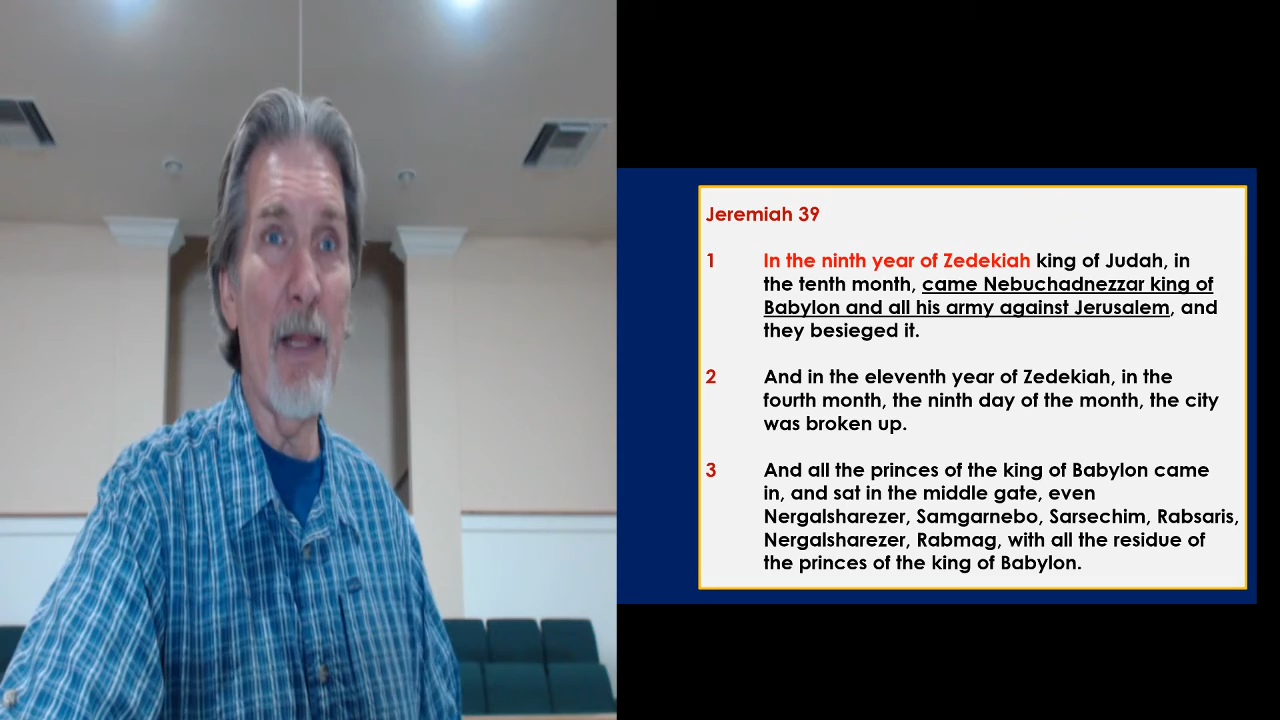 Jeremiah 39
1 In the ninth year of Zedekiah king of Judah, in
the tenth month, came Nebuchadnezzar king of
Babylon and all his army against Jerusalem, and
they besieged it.
2 And in the eleventh year of Zedekiah, in the
fourth month, the ninth day of the month, the city
was broken up.
3 And all the princes of the king of Babylon came
in, and sat in the middle gate, even
Nergalsharezer, Samgarnebo, Sarsechim, Rabsaris,
Nergalsharezer, Rabmag, with all the residue of
the princes of the king of Babylon.